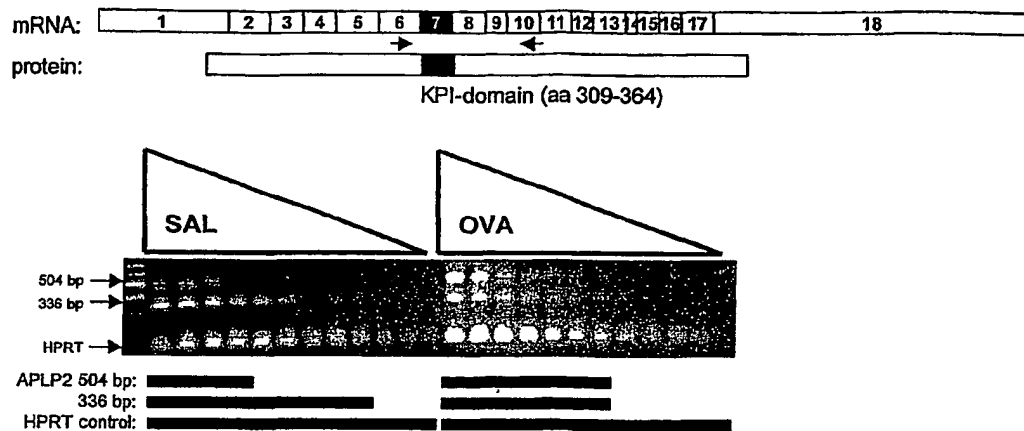 mRNA: 1 2 3 4 5 6 7 8 9 10 11 12 13 14 15 16 17 18
protein:
KPI-domain (aa 309-364)
SAL OVA
504 bp
336 bp
HPRT
APLP2 504 bp:
336 bp:
HPRT control: